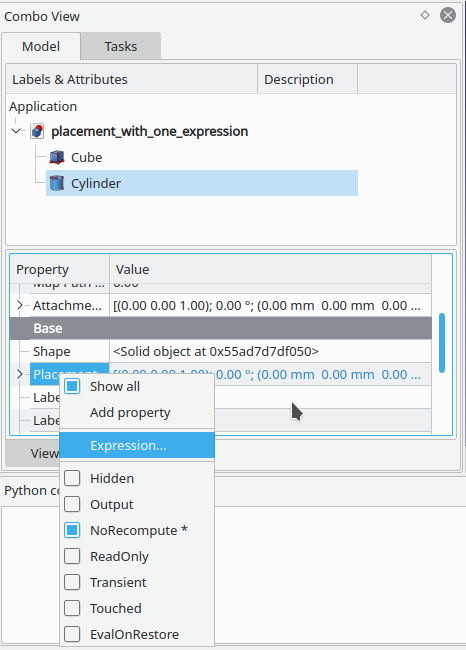 Combo View
Model Tasks
Labels & Attributes Description
Application
placement_with_one_expression
Cube
Cylinder
Property Value
Map Path ... 0.00
Attachme... [(0.00 0.00 1.00); 0.00 °; (0.00 mm 0.00 mm 0.00 ...
Base
Shape <Solid object at 0x55ad7d7df050>
Placement [(0.00 0.00 1.00); 0.00 °; (0.00 mm 0.00 mm 0.00 ...
Show all
Labe
Add property
Labe
Expression...
View
Hidden
Python co
Output
NoRecompute *
ReadOnly
Transient
Touched
EvalOnRestore